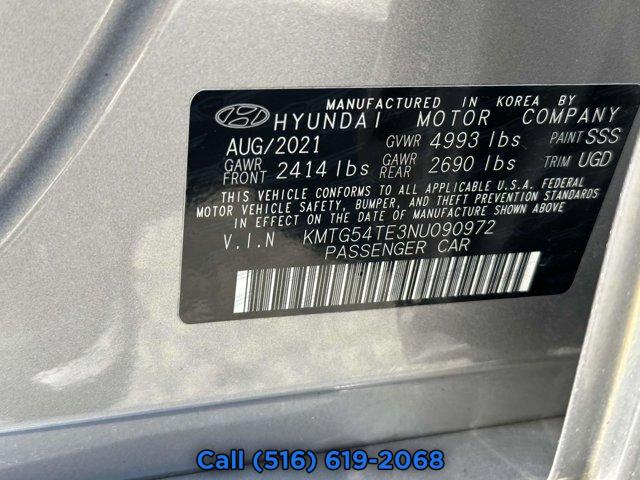 MANUFACTURED IN KOREA BY
HYUNDAI MOTOR COMPANY
AUG/2021 GVWR 4993 lbs PAINT SSS
GAWR FRONT 2414 lbs GAWR REAR 2690 lbs TRIM UGD
THIS VEHICLE CONFORMS TO ALL APPLICABLE U.S.A. FEDERAL
MOTOR VEHICLE SAFETY, BUMPER, AND THEFT PREVENTION STANDARDS
IN EFFECT ON THE DATE OF MANUFACTURE SHOWN ABOVE
V.I.N KMTG54TE3NU090972
PASSENGER CAR
Call (516) 619-2068